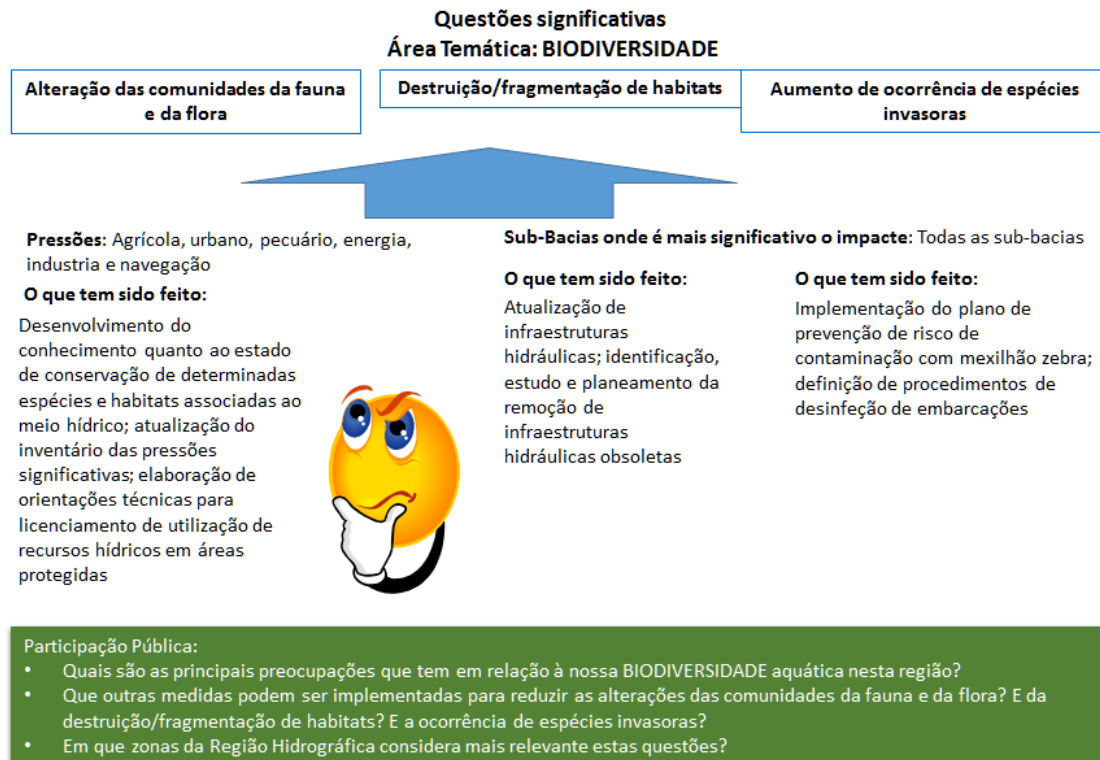 Questões significativas
Área Temática: BIODIVERSIDADE
Alteração das comunidades da fauna
e da flora
Destruição/fragmentação de habitats
Aumento de ocorrência de espécies
invasoras
Pressões: Agrícola, urbano, pecuário, energia,
industria e navegação
O que tem sido feito:
Desenvolvimento do
conhecimento quanto ao estado
de conservação de determinadas
espécies e habitats associadas ao
meio hídrico; atualização do
inventário das pressões
significativas; elaboração de
orientações técnicas para
licenciamento de utilização de
recursos hídricos em áreas
protegidas
Sub-Bacias onde é mais significativo o impacte: Todas as sub-bacias
O que tem sido feito:
Atualização de
infraestruturas
hidráulicas; identificação,
estudo e planeamento da
remoção de
infraestruturas
hidráulicas obsoletas
O que tem sido feito:
Implementação do plano de
prevenção de risco de
contaminação com mexilhão zebra;
definição de procedimentos de
desinfeção de embarcações
Participação Pública:
• Quais são as principais preocupações que tem em relação à nossa BIODIVERSIDADE aquática nesta região?
• Que outras medidas podem ser implementadas para reduzir as alterações das comunidades da fauna e da flora? E da
destruição/fragmentação de habitats? E a ocorrência de espécies invasoras?
• Em que zonas da Região Hidrográfica considera mais relevante estas questões?